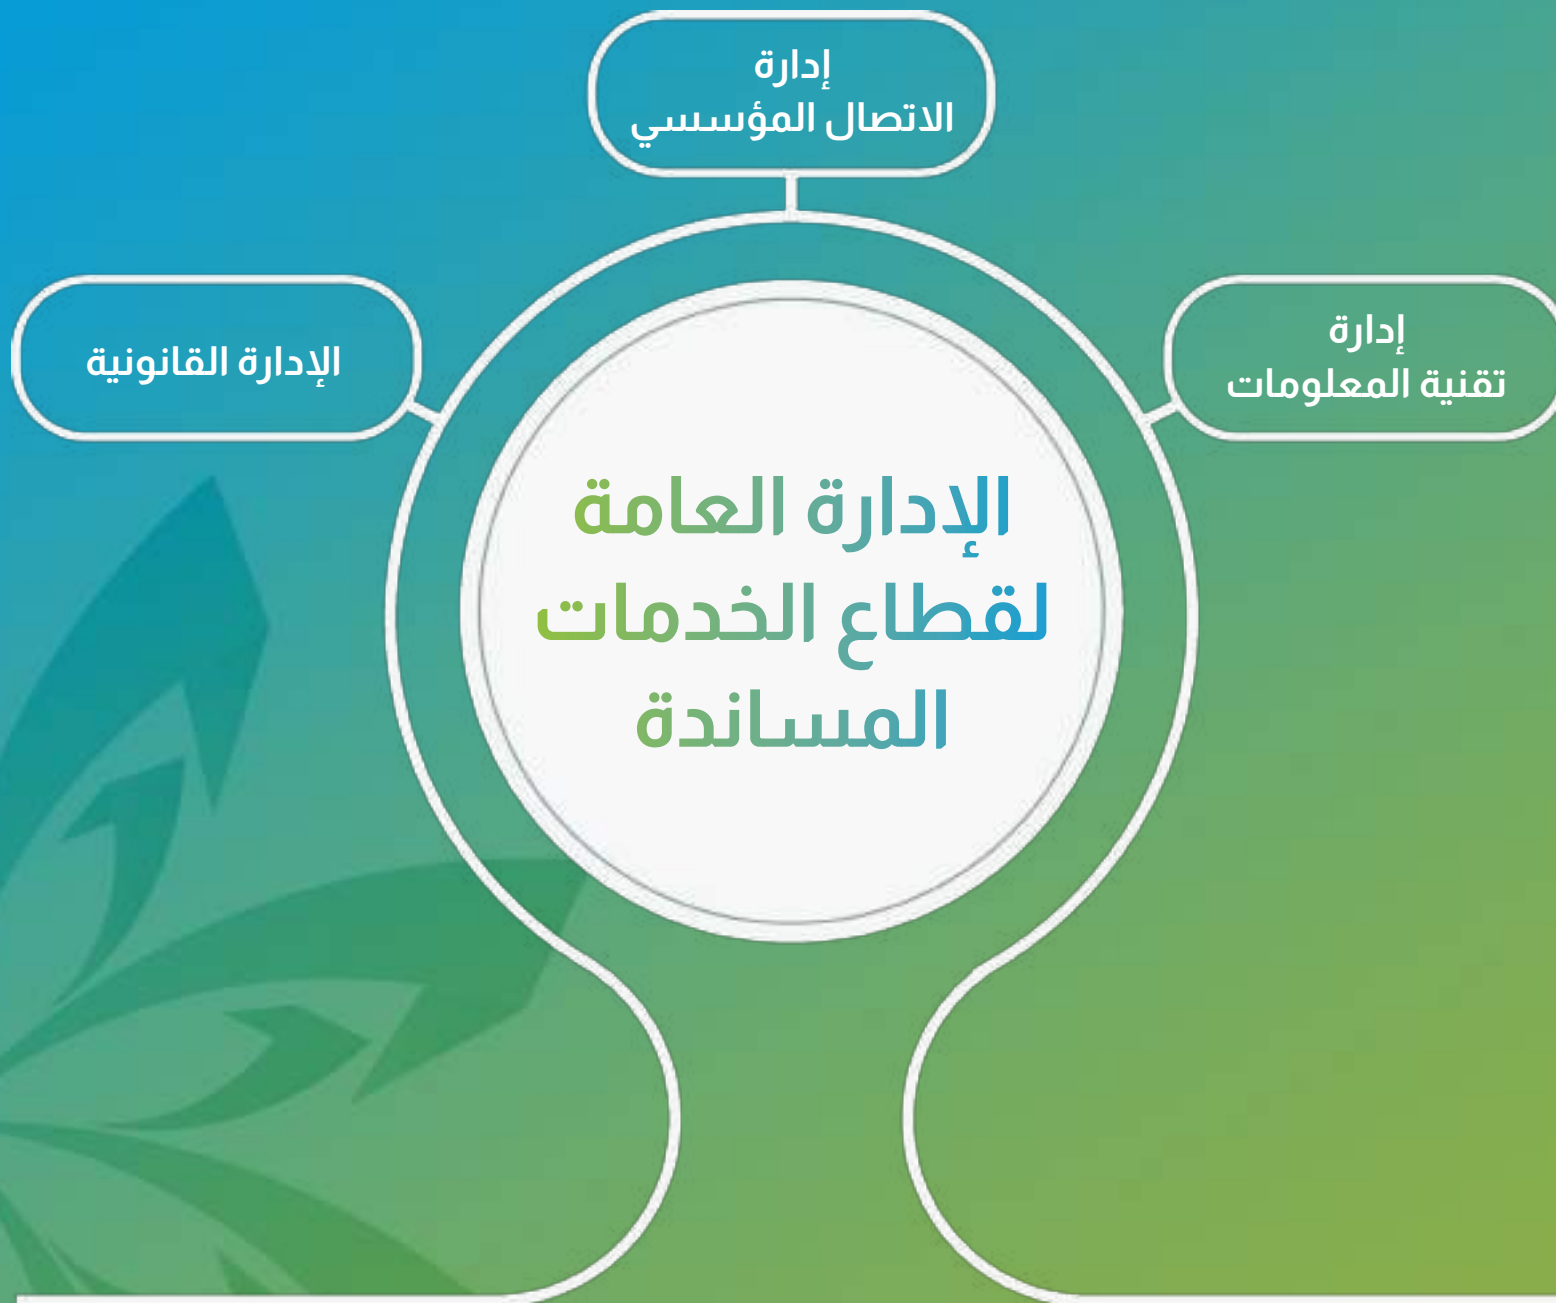 إدارة
الاتصال المؤسسي
إدارة
تقنية المعلومات
الإدارة القانونية
الإدارة العامة
لقطاع الخدمات
المساندة